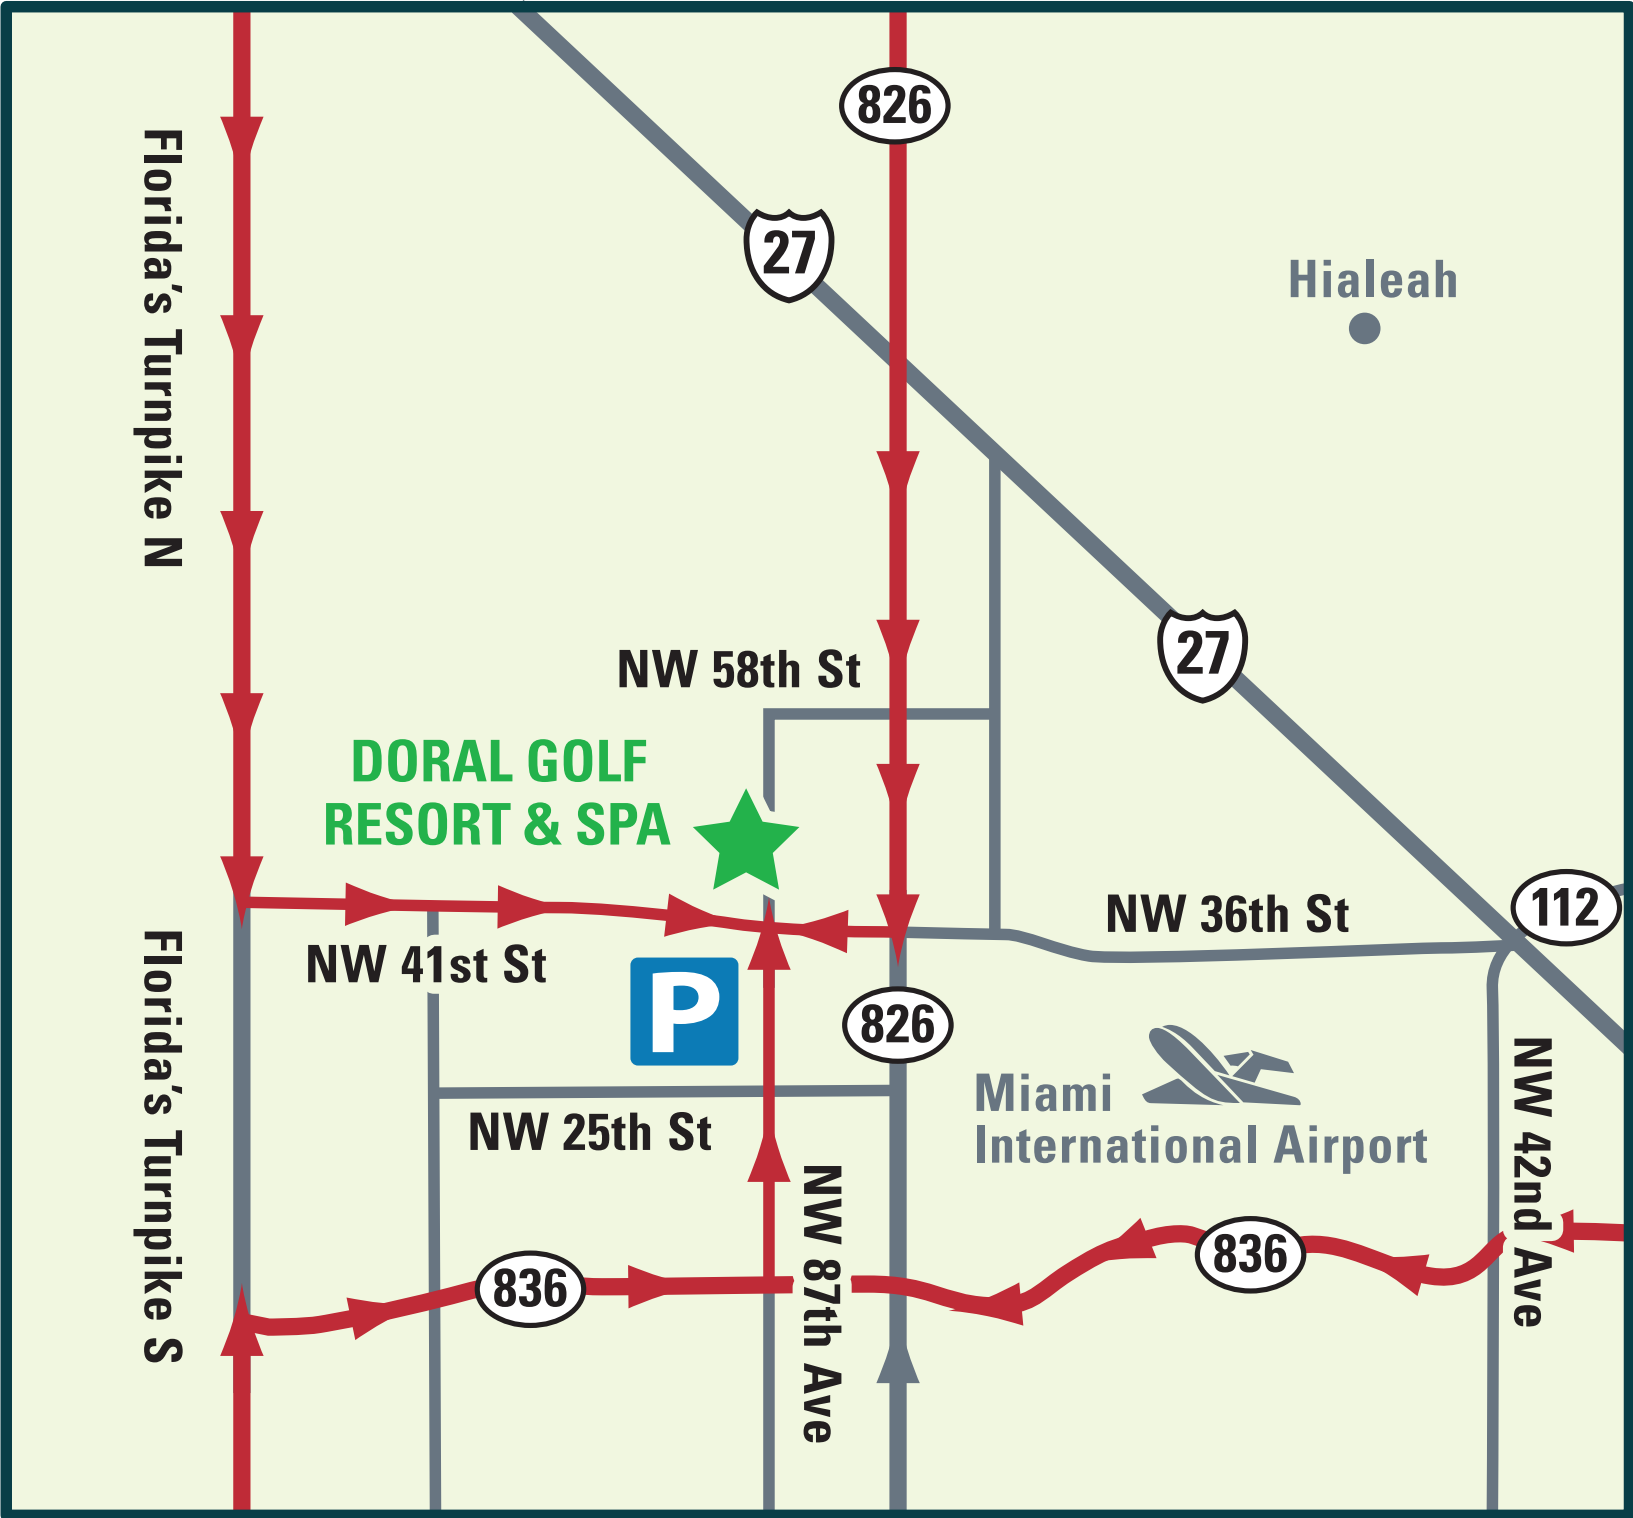 826
Florida's Turnpike N
27
Hialeah
27
NW 58th St
DORAL GOLF
RESORT & SPA
112
NW 36th St
NW 41st St
Florida's Turnpike S
P
826
NW 42nd Ave
Miami
International Airport
NW 25th St
NW 87th Ave
836
836